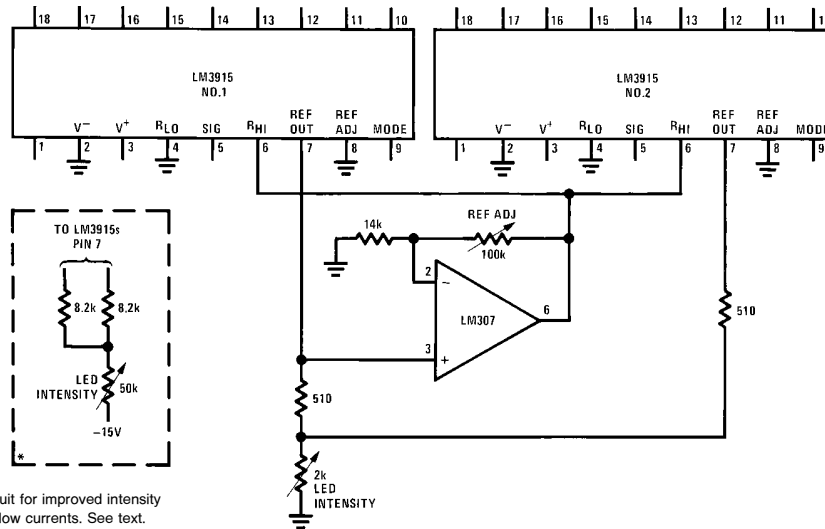 18 17 16 15 14 13 12 11 10
18 17 16 15 14 13 12 11
LM3915
NO.1
LM3915
NO.2
V− V+ RLO SIG RHI REF OUT REF ADJ MODE
V− V+ RLO SIG RHI REF OUT REF ADJ
1 2 3 4 5 6 7 8 9
1 2 3 4 5 6 7 8 9
TO LM3915s
PIN 7
8.2k 8.2k
LED
INTENSITY
50k
−15V
*
14k
REF ADJ
100k
2
−
LM307
6
3
+
510
510
2k
LED
INTENSITY
uit for improved intensity
low currents. See text.